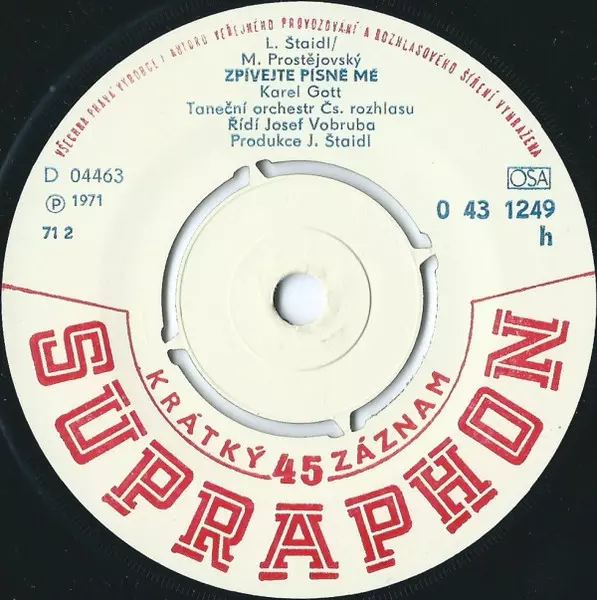 VŠECHNA PRÁVA VÝROBCE I AUTORŮ VEŘEJNÉHO PROVOZOVÁNÍ A ROZHLASOVÉHO ŠÍŘENÍ VYHRAŽENA
L. Štaidl/
M. Prostějovský
ZPÍVEJTE PÍSNĚ MÉ
Karel Gott
Taneční orchestr Čs. rozhlasu
Řídí Josef Vobruba
Produkce J. Štaidl
D 04463
Ⓟ 1971
71 2
OSA
0 43 1249
h
KRÁTKÝ 45 ZÁZNAM
SUPRAPHON